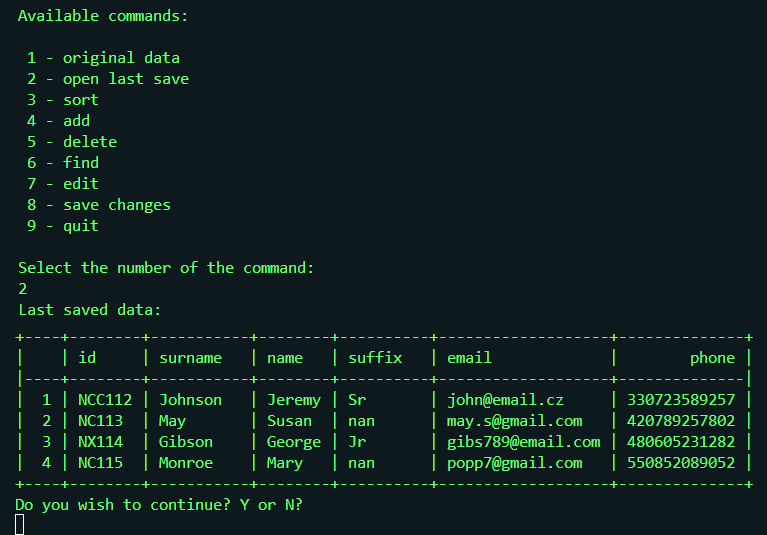 Available commands:
1 - original data
2 - open last save
3 - sort
4 - add
5 - delete
6 - find
7 - edit
8 - save changes
9 - quit
Select the number of the command:
2
Last saved data:
+----+--------+-----------+--------+----------+-------------------+--------------+
|    | id     | surname   | name   | suffix   | email             |        phone |
|----+--------+-----------+--------+----------+-------------------+--------------|
|  1 | NCC112 | Johnson   | Jeremy | Sr       | john@email.cz     | 330723589257 |
|  2 | NC113  | May       | Susan  | nan      | may.s@gmail.com   | 420789257802 |
|  3 | NX114  | Gibson    | George | Jr       | gibs789@email.com | 480605231282 |
|  4 | NC115  | Monroe    | Mary   | nan      | popp7@gmail.com   | 550852089052 |
+----+--------+-----------+--------+----------+-------------------+--------------+
Do you wish to continue? Y or N?